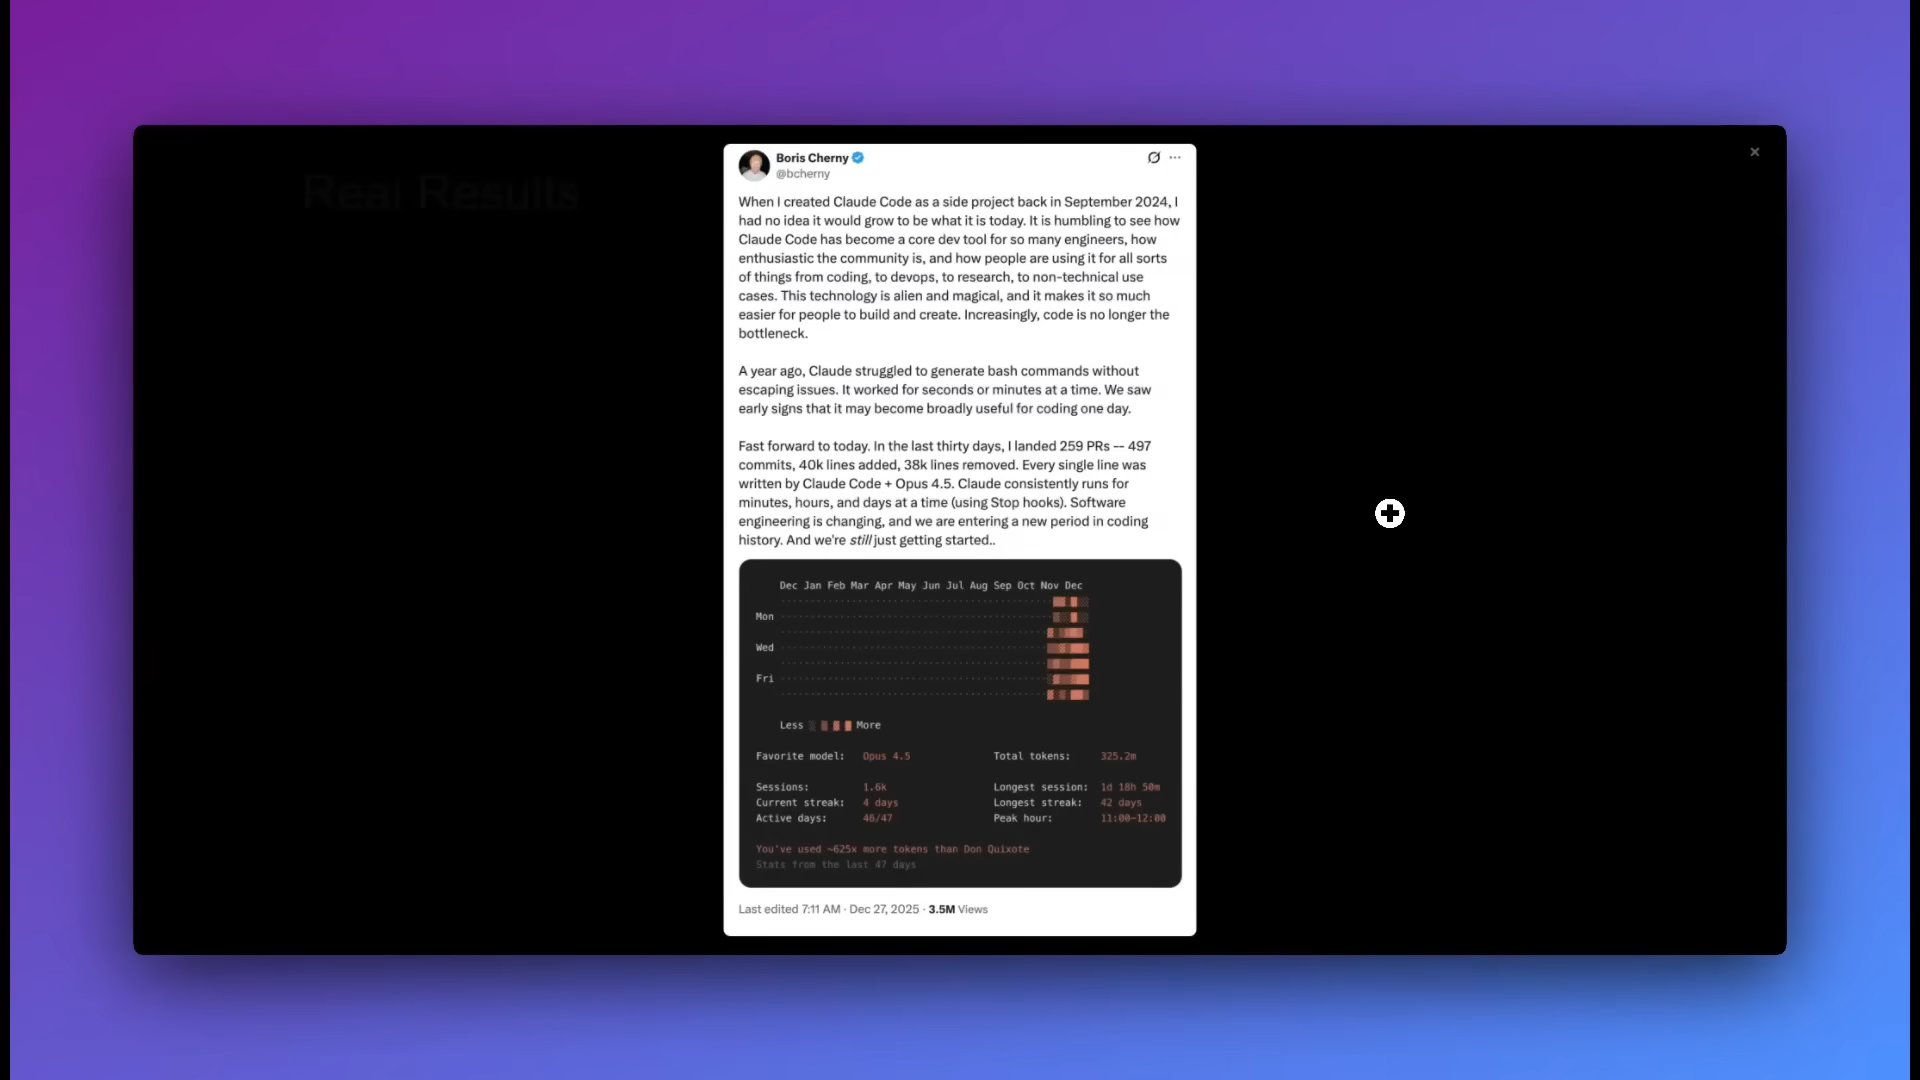 Real Results
Boris Cherny
@bcherny
When I created Claude Code as a side project back in September 2024, I
had no idea it would grow to be what it is today. It is humbling to see how
Claude Code has become a core dev tool for so many engineers, how
enthusiastic the community is, and how people are using it for all sorts
of things from coding, to devops, to research, to non-technical use
cases. This technology is alien and magical, and it makes it so much
easier for people to build and create. Increasingly, code is no longer the
bottleneck.
A year ago, Claude struggled to generate bash commands without
escaping issues. It worked for seconds or minutes at a time. We saw
early signs that it may become broadly useful for coding one day.
Fast forward to today. In the last thirty days, I landed 259 PRs -- 497
commits, 40k lines added, 38k lines removed. Every single line was
written by Claude Code + Opus 4.5. Claude consistently runs for
minutes, hours, and days at a time (using Stop hooks). Software
engineering is changing, and we are entering a new period in coding
history. And we're still just getting started..
Dec Jan Feb Mar Apr May Jun Jul Aug Sep Oct Nov Dec
Mon
Wed
Fri
Less More
Favorite model: Opus 4.5 Total tokens: 325.2m
Sessions: 1.6k Longest session: 1d 18h 50m
Current streak: 4 days Longest streak: 42 days
Active days: 46/47 Peak hour: 11:00-12:00
You've used ~625x more tokens than Don Quixote
Stats from the last 47 days
Last edited 7:11 AM · Dec 27, 2025 · 3.5M Views